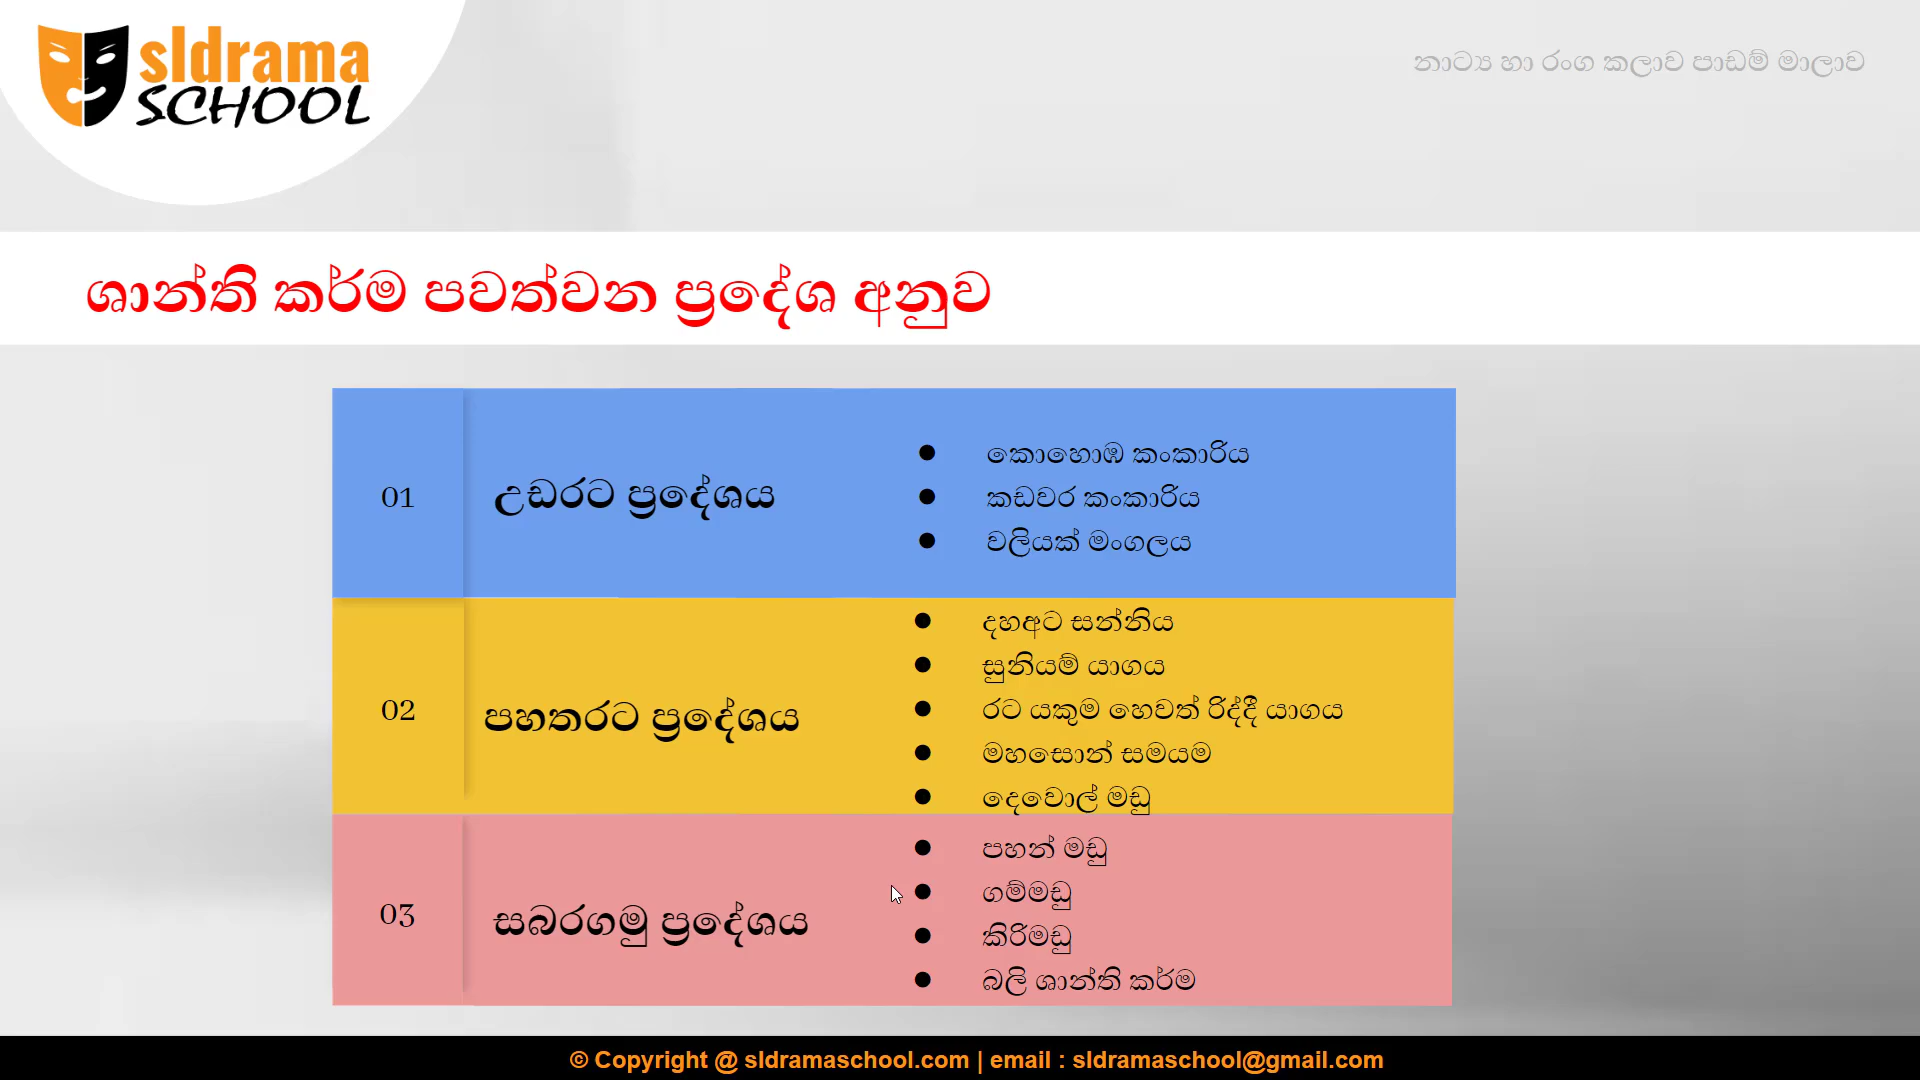 sldrama
SCHOOL
නාට්‍ය හා රංග කලාව පාඩම් මාලාව
ශාන්ති කර්ම පවත්වන ප්‍රදේශ අනුව
01
උඩරට ප්‍රදේශය
● කොහොඹ කංකාරිය
● කඩවර කංකාරිය
● වලියක් මංගලය
02
පහතරට ප්‍රදේශය
● දහඅට සන්නිය
● සුනියම් යාගය
● රට යකුම හෙවත් රිද්දී යාගය
● මහසොන් සමයම
● දෙවොල් මඩු
03
සබරගමු ප්‍රදේශය
● පහන් මඩු
● ගම්මඩු
● කිරිමඩු
● බලි ශාන්ති කර්ම
© Copyright @ sldramaschool.com | email : sldramaschool@gmail.com